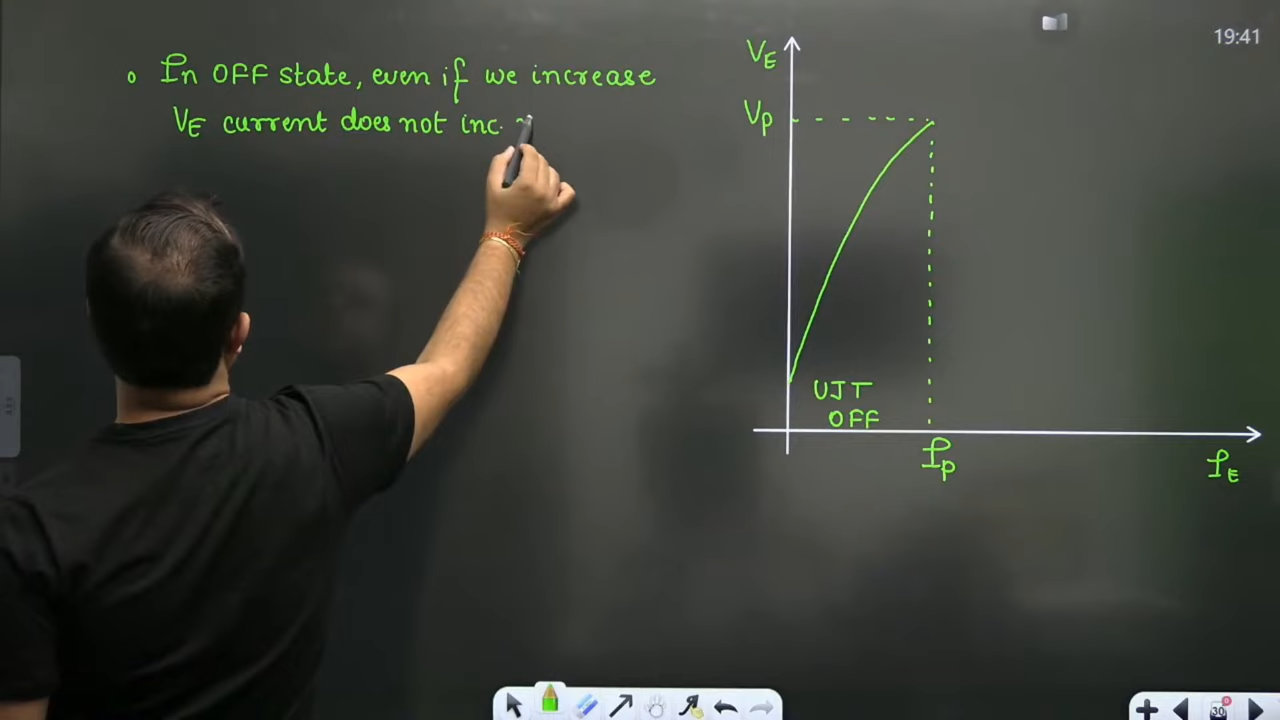 o In OFF state, even if we increase
VE current does not inc.
VE
Vp
UJT
OFF
Ip
IE
19:41
30